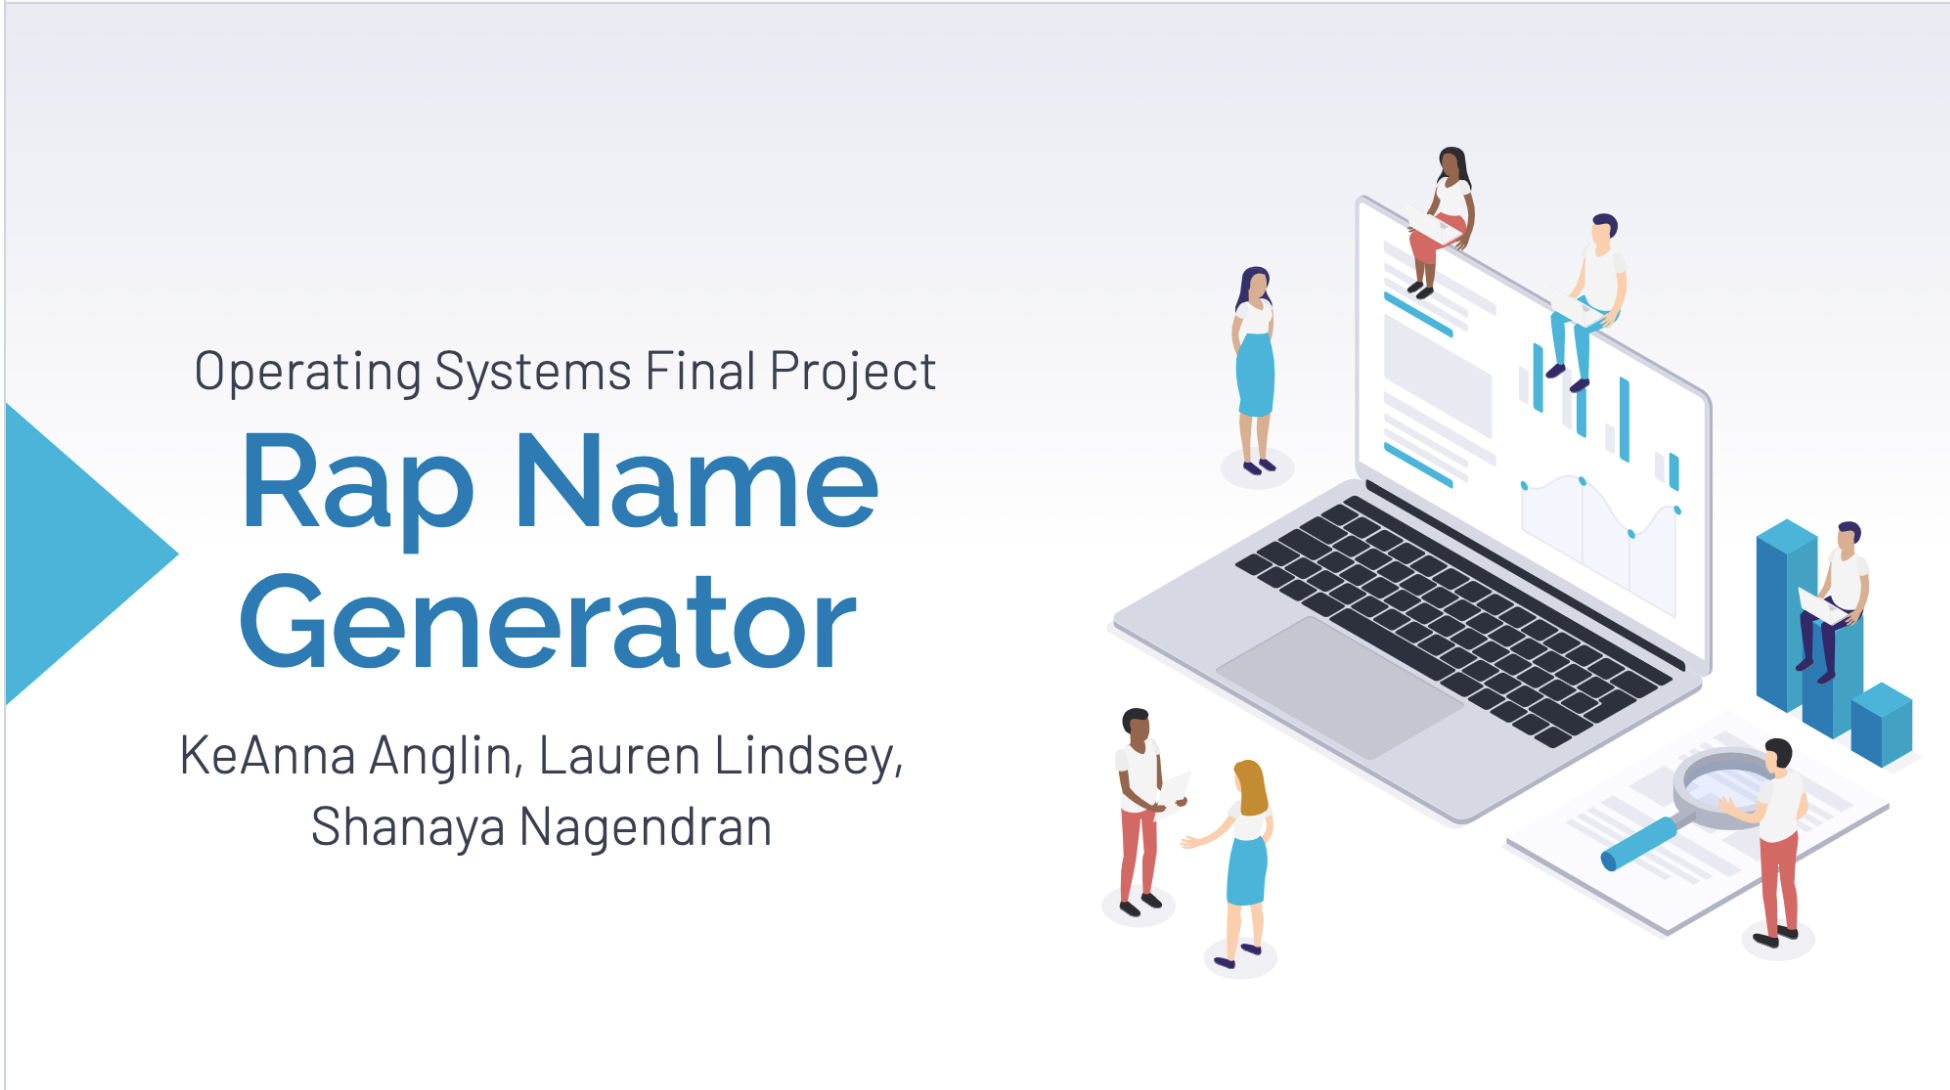 Operating Systems Final Project
Rap Name
Generator
KeAnna Anglin, Lauren Lindsey,
Shanaya Nagendran